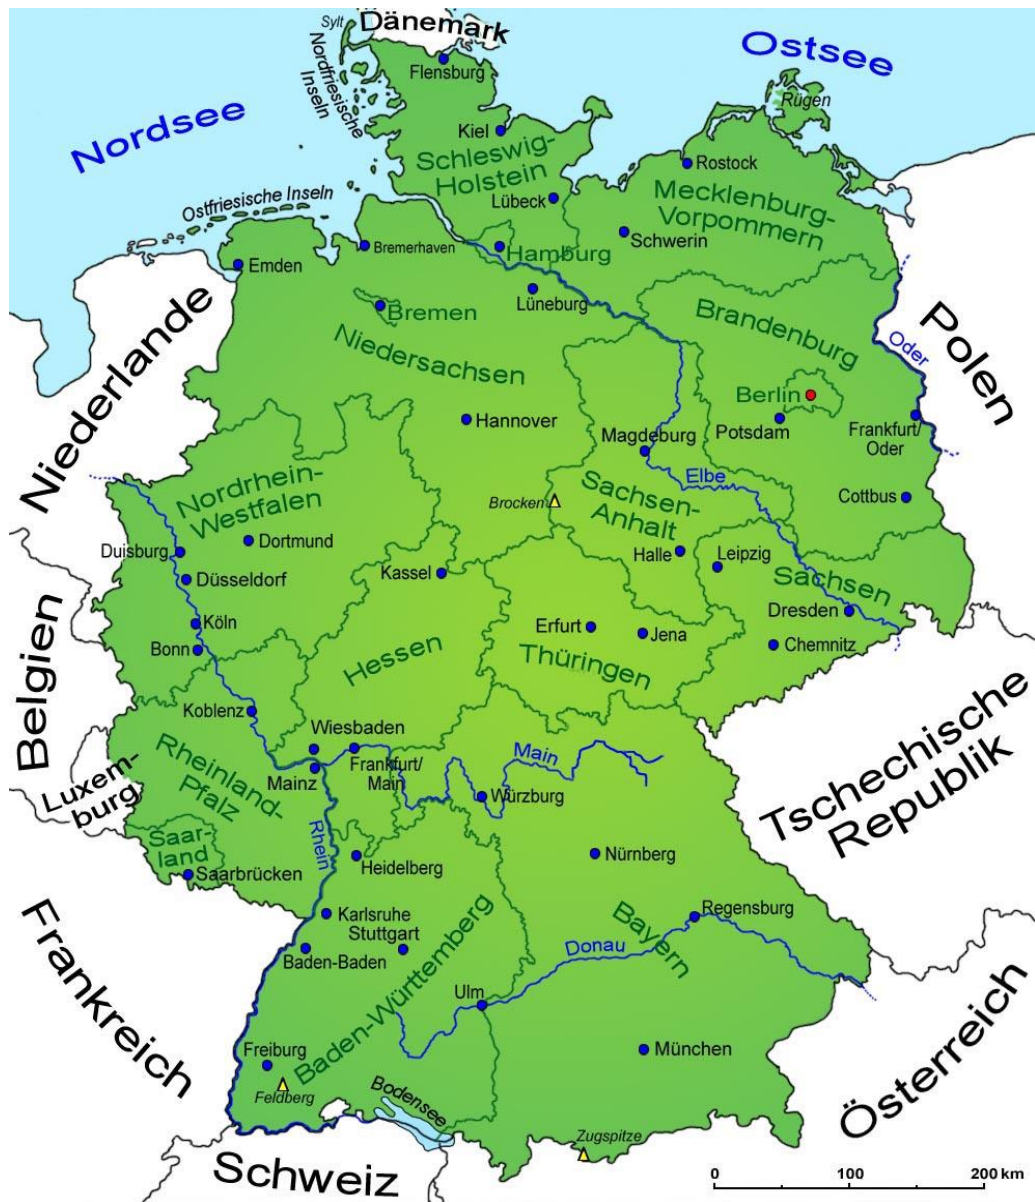 Sylt
Dänemark
Nordfriesische
Inseln
Flensburg
Ostsee
Nordsee
Rügen
Kiel
Schleswig-
Holstein
Rostock
Ostfriesische Inseln
Lübeck
Mecklenburg-
Vorpommern
Schwerin
Bremerhaven
Hamburg
Emden
Lüneburg
Bremen
Brandenburg
Niederlande
Niedersachsen
Oder
Polen
Berlin
Hannover
Potsdam
Frankfurt/
Oder
Magdeburg
Nordrhein-
Westfalen
Elbe
Brocken
Sachsen-
Anhalt
Cottbus
Duisburg
Dortmund
Halle
Leipzig
Düsseldorf
Kassel
Sachsen
Dresden
Köln
Erfurt
Jena
Bonn
Chemnitz
Belgien
Hessen
Thüringen
Koblenz
Wiesbaden
Rheinland-
Pfalz
Mainz
Frankfurt/
Main
Main
Tschechische
Republik
Luxem-
burg
Würzburg
Rhein
Saar-
land
Heidelberg
Nürnberg
Saarbrücken
Karlsruhe
Stuttgart
Regensburg
Frankreich
Baden-Baden
Donau
Bayern
Baden-Württemberg
Ulm
Freiburg
München
Österreich
Feldberg
Bodensee
Zugspitze
Schweiz
0 100 200 km